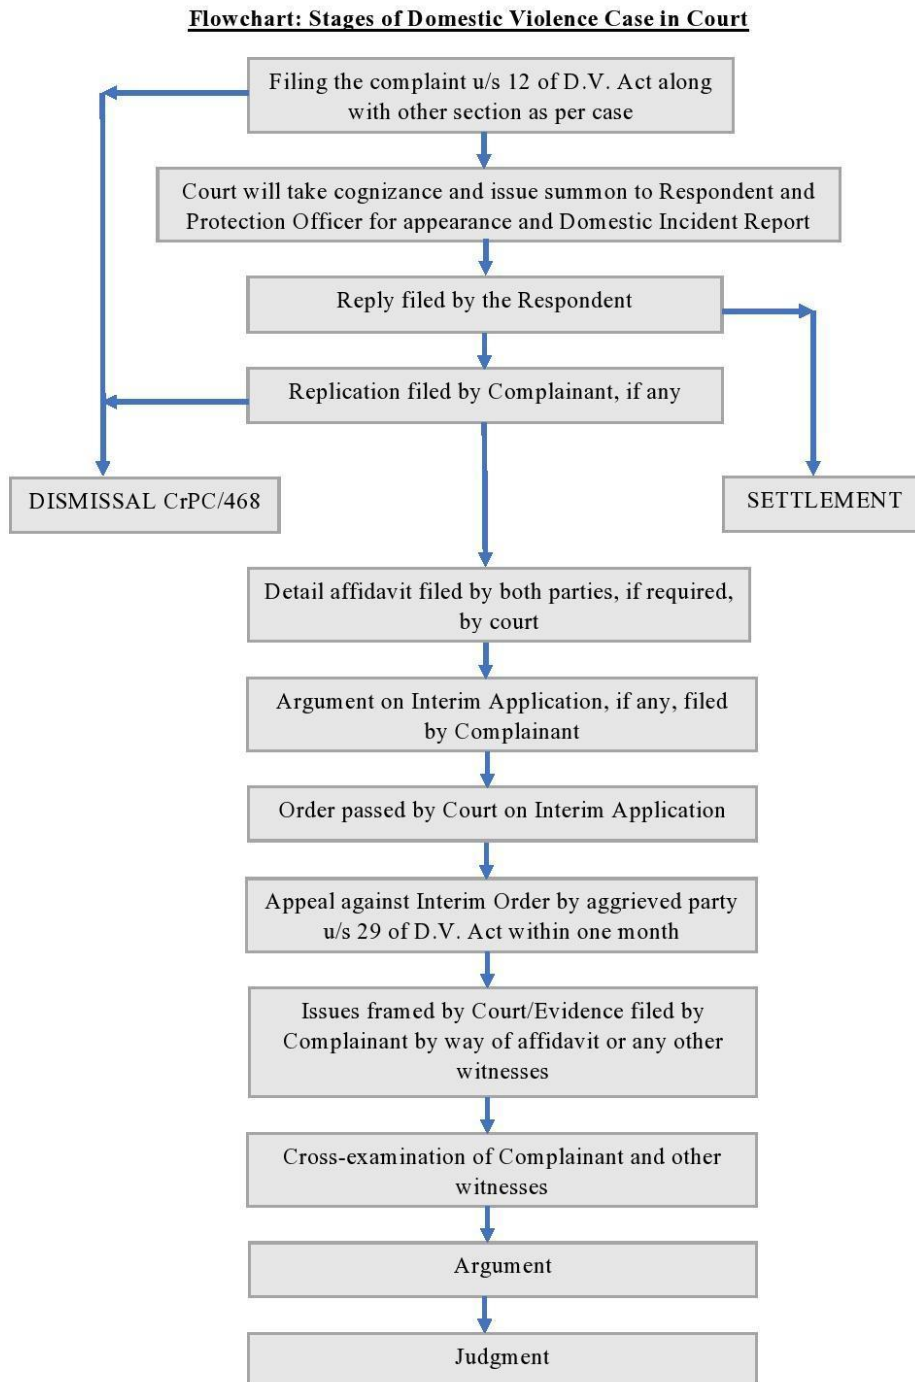 Flowchart: Stages of Domestic Violence Case in Court
Filing the complaint u/s 12 of D.V. Act along
with other section as per case
Court will take cognizance and issue summon to Respondent and
Protection Officer for appearance and Domestic Incident Report
Reply filed by the Respondent
Replication filed by Complainant, if any
DISMISSAL CrPC/468
SETTLEMENT
Detail affidavit filed by both parties, if required,
by court
Argument on Interim Application, if any, filed
by Complainant
Order passed by Court on Interim Application
Appeal against Interim Order by aggrieved party
u/s 29 of D.V. Act within one month
Issues framed by Court/Evidence filed by
Complainant by way of affidavit or any other
witnesses
Cross-examination of Complainant and other
witnesses
Argument
Judgment